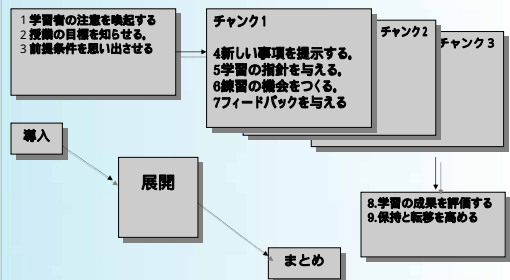 1 学習者の注意を喚起する
2 授業の目標を知らせる。
3 前提条件を思い出させる
チャンク1
4新しい事項を提示する。
5学習の指針を与える。
6練習の機会をつくる。
7フィードバックを与える
チャンク2
チャンク3
導入
展開
まとめ
8.学習の成果を評価する
9.保持と転移を高める